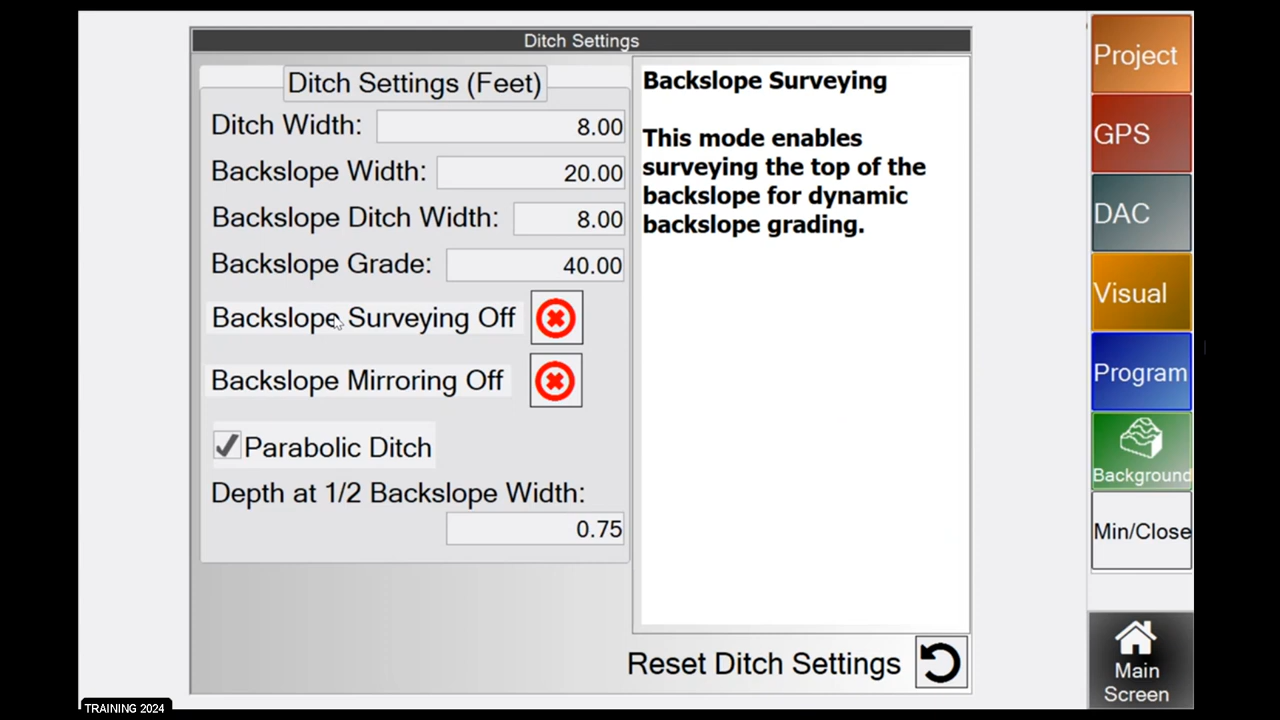 Ditch Settings
Ditch Settings (Feet)
Ditch Width: 8.00
Backslope Width: 20.00
Backslope Ditch Width: 8.00
Backslope Grade: 40.00
Backslope Surveying Off
Backslope Mirroring Off
Parabolic Ditch
Depth at 1/2 Backslope Width:
0.75
Backslope Surveying
This mode enables
surveying the top of the
backslope for dynamic
backslope grading.
Reset Ditch Settings
Project
GPS
DAC
Visual
Program
Background
Min/Close
Main
Screen
TRAINING 2024